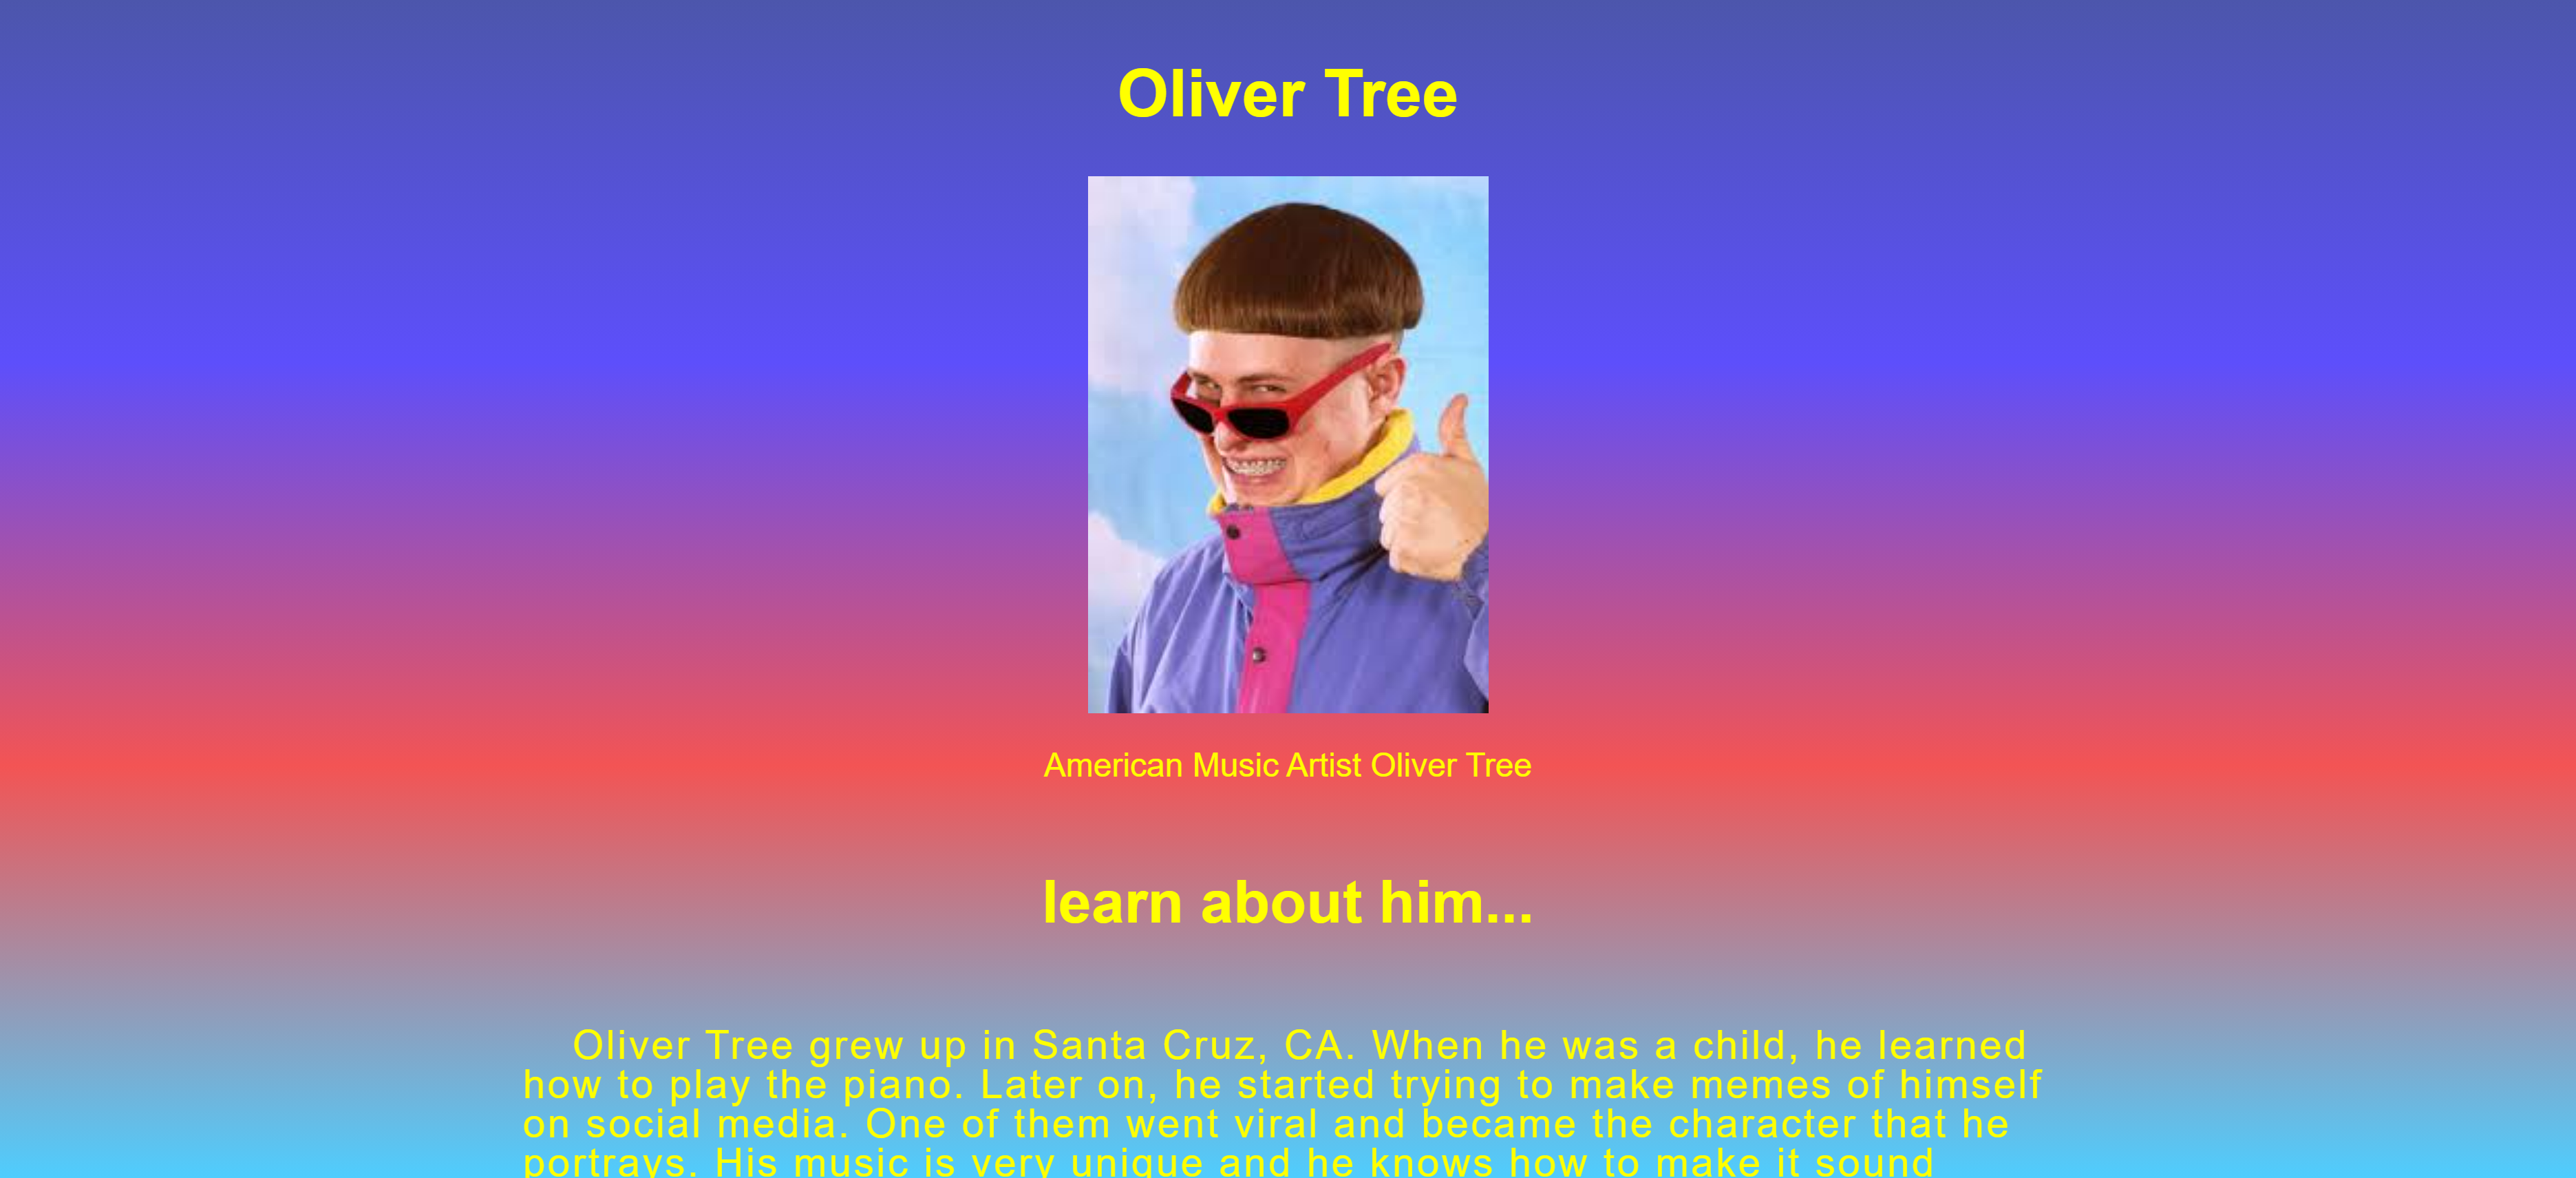 Oliver Tree
American Music Artist Oliver Tree
learn about him...
Oliver Tree grew up in Santa Cruz, CA. When he was a child, he learned
how to play the piano. Later on, he started trying to make memes of himself
on social media. One of them went viral and became the character that he
portrays. His music is very unique and he knows how to make it sound